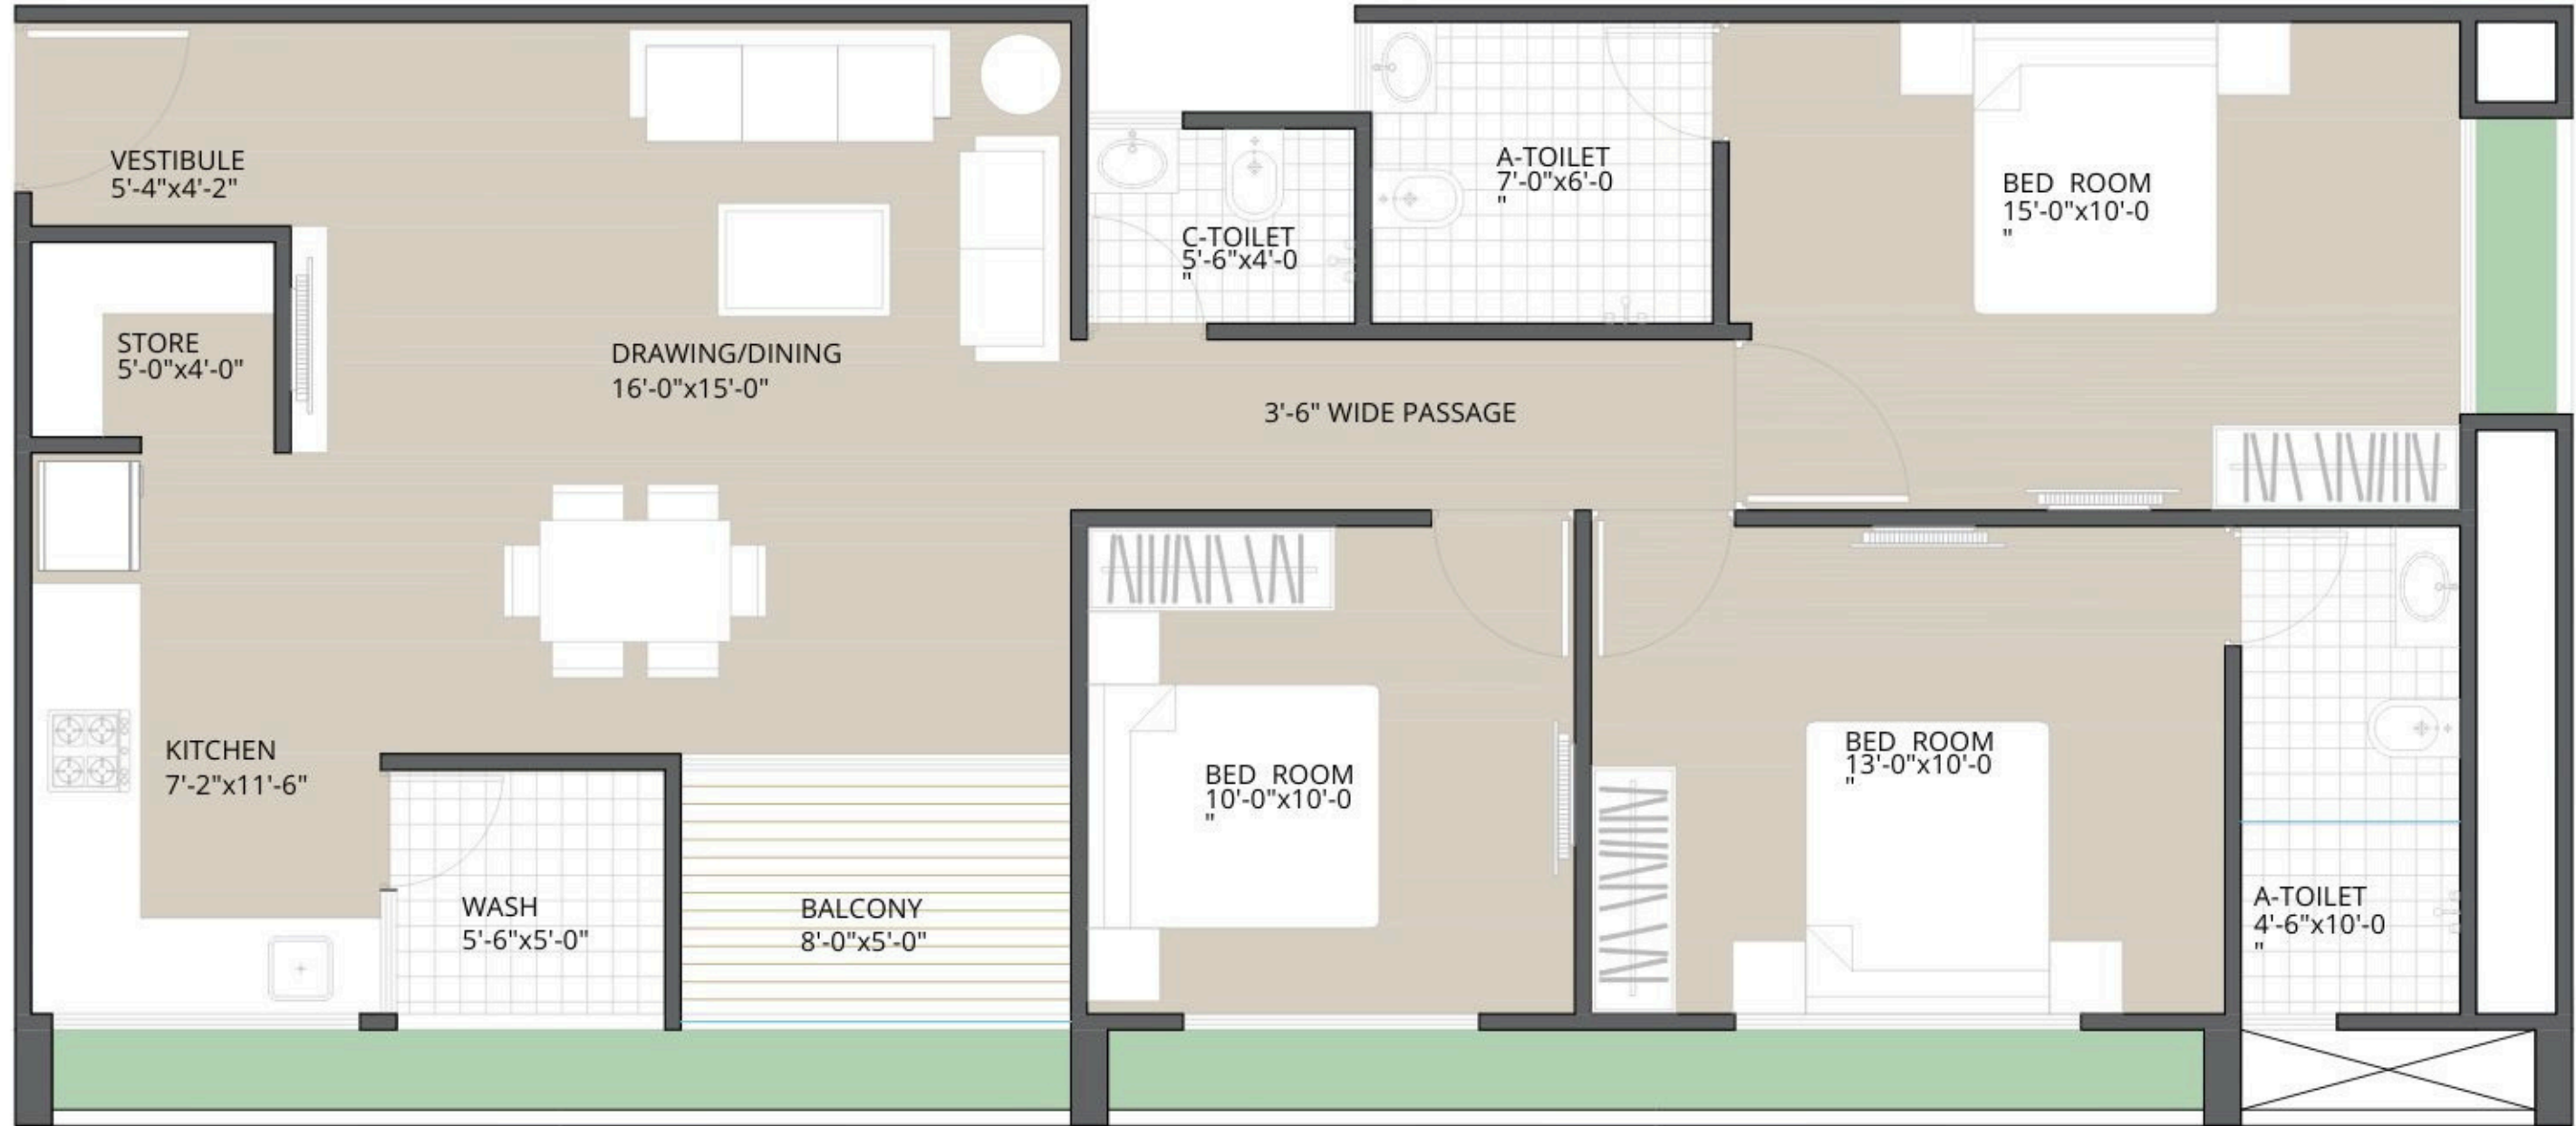 VESTIBULE
5'-4"x4'-2"
A-TOILET
7'-0"x6'-0
"
BED ROOM
15'-0"x10'-0
"
C-TOILET
5'-6"x4'-0
"
STORE
5'-0"x4'-0"
DRAWING/DINING
16'-0"x15'-0"
3'-6" WIDE PASSAGE
KITCHEN
7'-2"x11'-6"
BED ROOM
10'-0"x10'-0
"
BED ROOM
13'-0"x10'-0
"
WASH
5'-6"x5'-0"
BALCONY
8'-0"x5'-0"
A-TOILET
4'-6"x10'-0
"